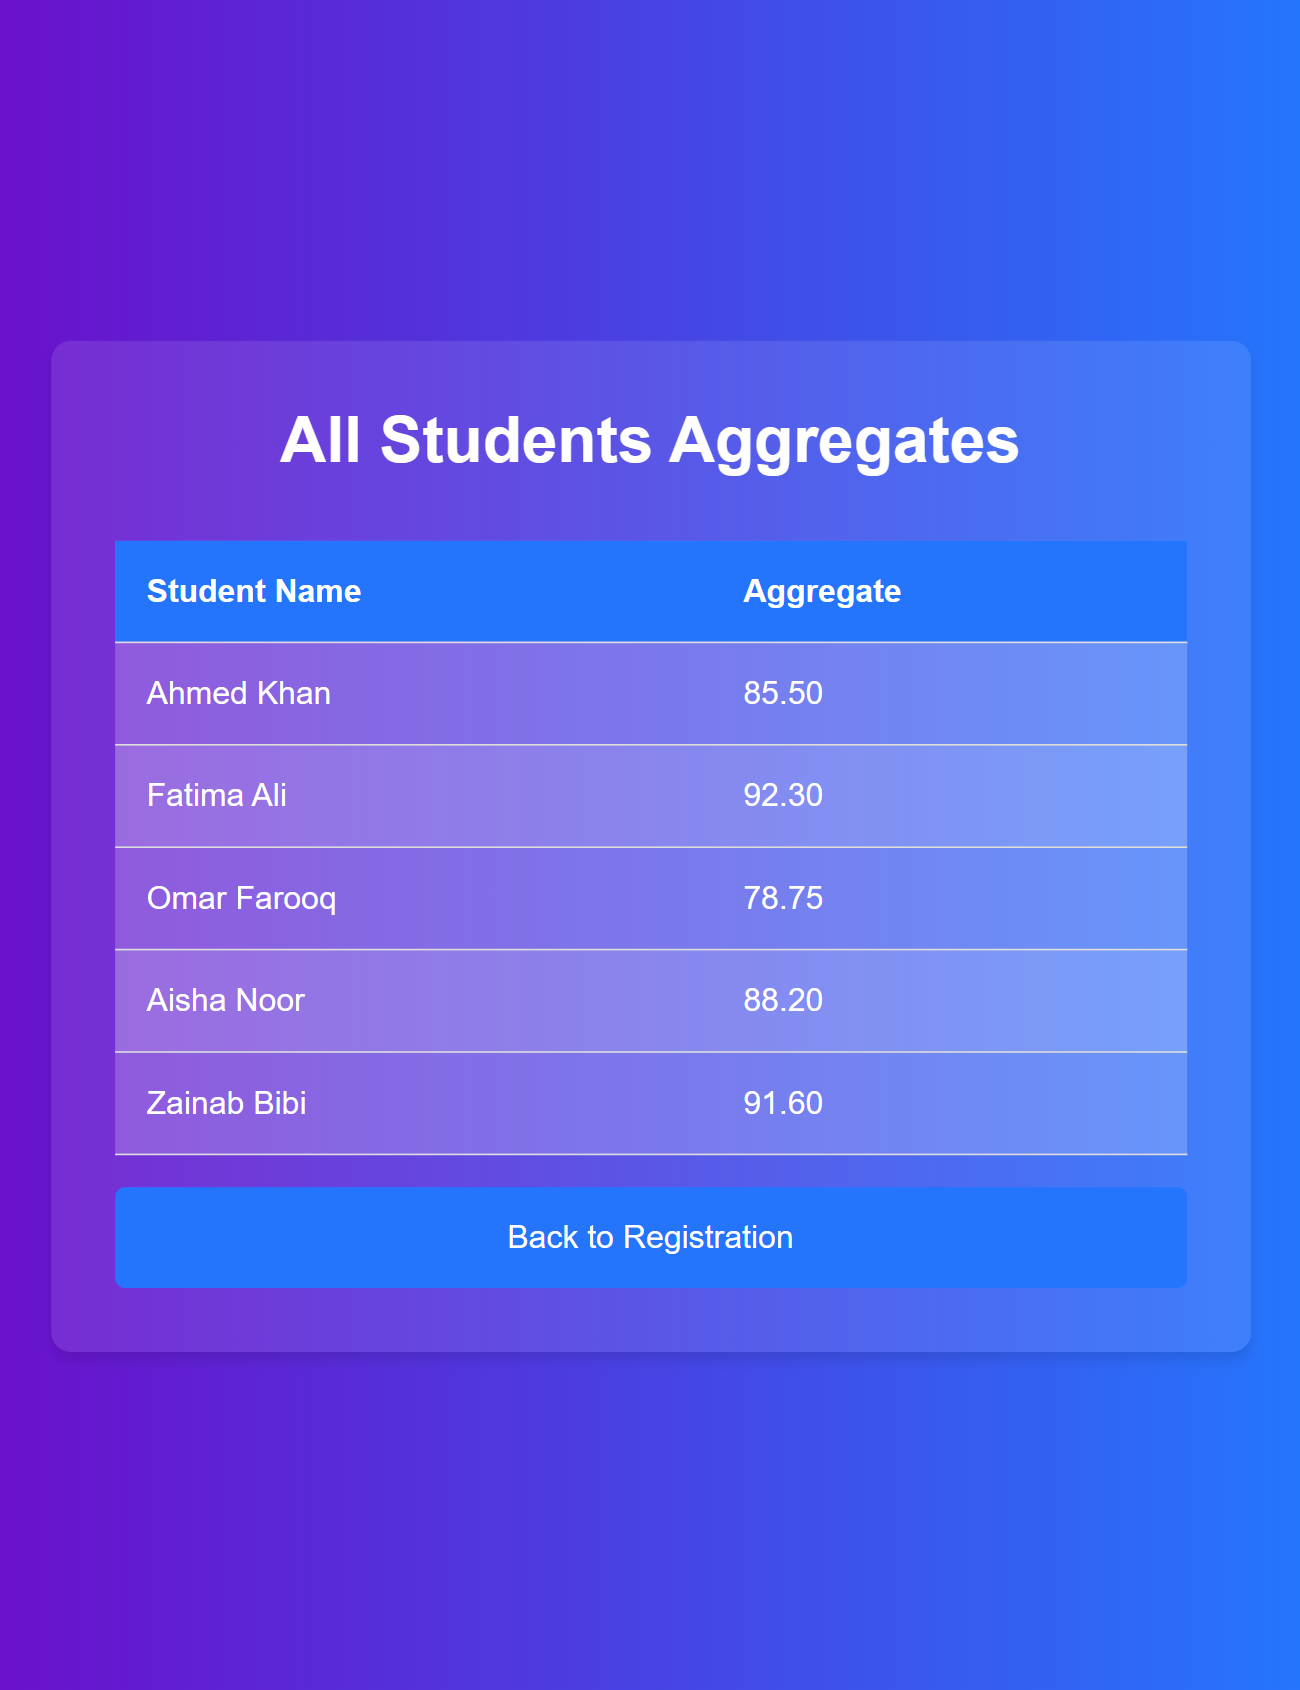 All Students Aggregates
Student Name Aggregate
Ahmed Khan 85.50
Fatima Ali 92.30
Omar Farooq 78.75
Aisha Noor 88.20
Zainab Bibi 91.60
Back to Registration